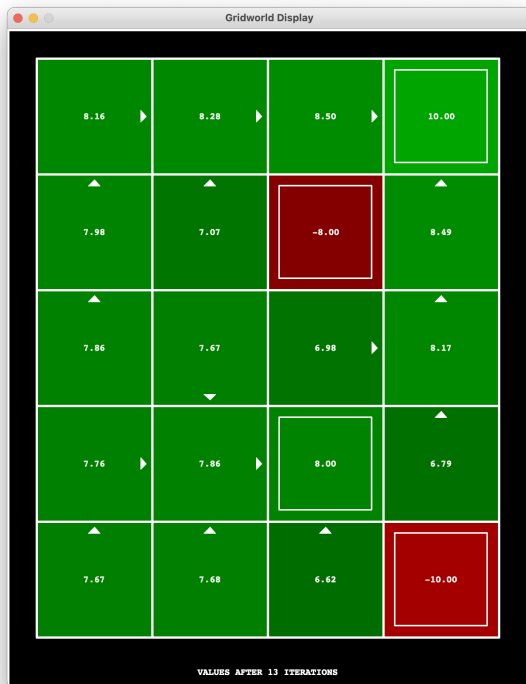 Gridworld Display
8.16 8.28 8.50 10.00
7.98 7.07 -8.00 8.49
7.86 7.67 6.98 8.17
7.76 7.86 8.00 6.79
7.67 7.68 6.62 -10.00
VALUES AFTER 13 ITERATIONS